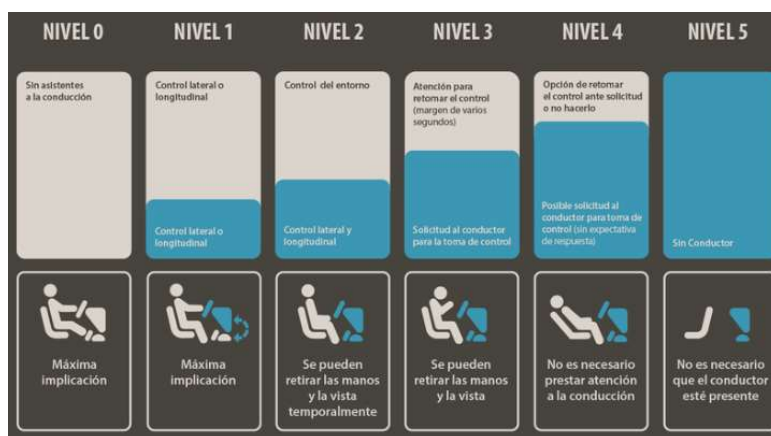 NIVEL 0
NIVEL 1
NIVEL 2
NIVEL 3
NIVEL 4
NIVEL 5
Sin asistentes
a la conducción
Control lateral o
longitudinal
Control lateral o
longitudinal
Control del entorno
Control lateral y
longitudinal
Atención para
retomar el control
(margen de varios
segundos)
Solicitud al conductor
para la toma de control
Opción de retomar
el control ante solicitud
o no hacerlo
Posible solicitud al
conductor para toma de
control (sin expectativa
de respuesta)
Sin Conductor
Máxima
implicación
Máxima
implicación
Se pueden
retirar las manos
y la vista
temporalmente
Se pueden
retirar las manos
y la vista
No es necesario
prestar atención
a la conducción
No es necesario
que el conductor
esté presente